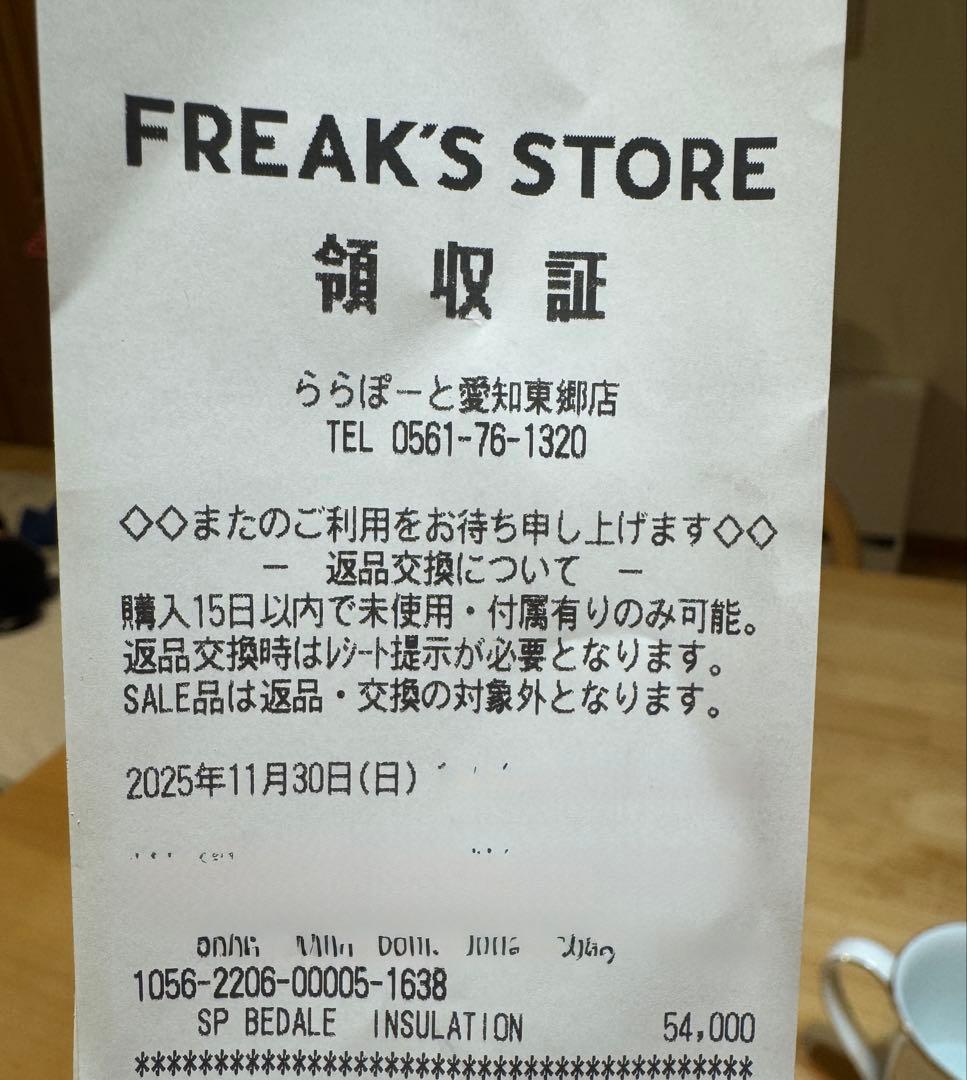 FREAK'S STORE
領収証
ららぽーと愛知東郷店
TEL 0561-76-1320
◇◇またのご利用をお待ち申し上げます◇◇
－ 返品交換について －
購入15日以内で未使用・付属有りのみ可能。
返品交換時はﾚｼｰﾄ提示が必要となります。
SALE品は返品・交換の対象外となります。
2025年11月30日(日)
1056-2206-00005-1638
SP BEDALE INSULATION 54,000
****************************************